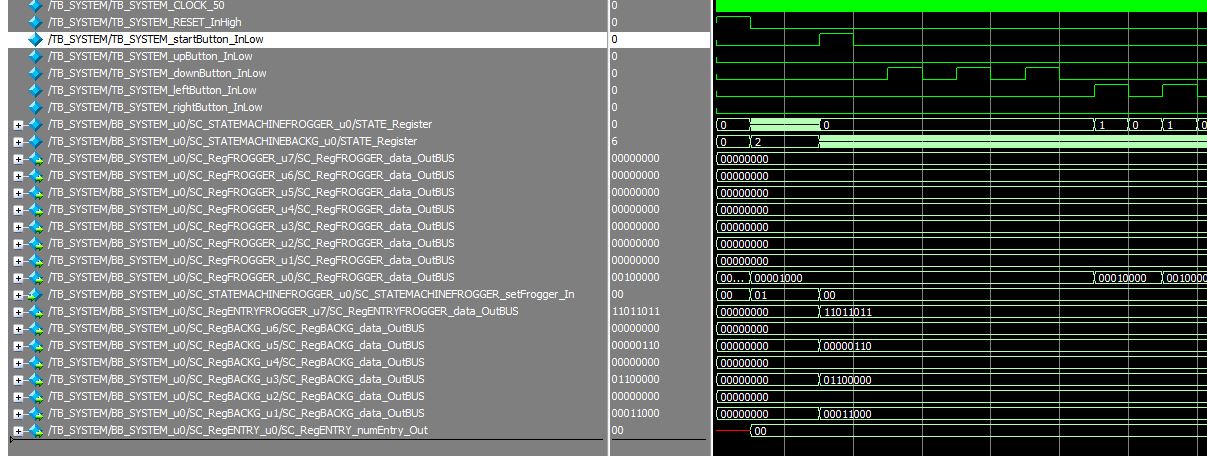 /TB_SYSTEM/TB_SYSTEM_CLOCK_50 0
/TB_SYSTEM/TB_SYSTEM_RESET_InHigh 0
/TB_SYSTEM/TB_SYSTEM_startButton_InLow 0
/TB_SYSTEM/TB_SYSTEM_upButton_InLow 0
/TB_SYSTEM/TB_SYSTEM_downButton_InLow 0
/TB_SYSTEM/TB_SYSTEM_leftButton_InLow 0
/TB_SYSTEM/TB_SYSTEM_rightButton_InLow 0
/TB_SYSTEM/BB_SYSTEM_u0/SC_STATEMACHINEFROGGER_u0/STATE_Register 0 0 0 1 0 1 0
/TB_SYSTEM/BB_SYSTEM_u0/SC_STATEMACHINEBACKG_u0/STATE_Register 6 0 2
/TB_SYSTEM/BB_SYSTEM_u0/SC_RegFROGGER_u7/SC_RegFROGGER_data_OutBUS 00000000 00000000
/TB_SYSTEM/BB_SYSTEM_u0/SC_RegFROGGER_u6/SC_RegFROGGER_data_OutBUS 00000000 00000000
/TB_SYSTEM/BB_SYSTEM_u0/SC_RegFROGGER_u5/SC_RegFROGGER_data_OutBUS 00000000 00000000
/TB_SYSTEM/BB_SYSTEM_u0/SC_RegFROGGER_u4/SC_RegFROGGER_data_OutBUS 00000000 00000000
/TB_SYSTEM/BB_SYSTEM_u0/SC_RegFROGGER_u3/SC_RegFROGGER_data_OutBUS 00000000 00000000
/TB_SYSTEM/BB_SYSTEM_u0/SC_RegFROGGER_u2/SC_RegFROGGER_data_OutBUS 00000000 00000000
/TB_SYSTEM/BB_SYSTEM_u0/SC_RegFROGGER_u1/SC_RegFROGGER_data_OutBUS 00000000 00000000
/TB_SYSTEM/BB_SYSTEM_u0/SC_RegFROGGER_u0/SC_RegFROGGER_data_OutBUS 00100000 00... 00001000 00010000 0010000
/TB_SYSTEM/BB_SYSTEM_u0/SC_STATEMACHINEFROGGER_u0/SC_STATEMACHINEFROGGER_setFrogger_In 00 00 01 00
/TB_SYSTEM/BB_SYSTEM_u0/SC_RegENTRYFROGGER_u7/SC_RegENTRYFROGGER_data_OutBUS 11011011 00000000 11011011
/TB_SYSTEM/BB_SYSTEM_u0/SC_RegBACKG_u6/SC_RegBACKG_data_OutBUS 00000000 00000000
/TB_SYSTEM/BB_SYSTEM_u0/SC_RegBACKG_u5/SC_RegBACKG_data_OutBUS 00000110 00000000 00000110
/TB_SYSTEM/BB_SYSTEM_u0/SC_RegBACKG_u4/SC_RegBACKG_data_OutBUS 00000000 00000000
/TB_SYSTEM/BB_SYSTEM_u0/SC_RegBACKG_u3/SC_RegBACKG_data_OutBUS 01100000 00000000 01100000
/TB_SYSTEM/BB_SYSTEM_u0/SC_RegBACKG_u2/SC_RegBACKG_data_OutBUS 00000000 00000000
/TB_SYSTEM/BB_SYSTEM_u0/SC_RegBACKG_u1/SC_RegBACKG_data_OutBUS 00011000 00000000 00011000
/TB_SYSTEM/BB_SYSTEM_u0/SC_RegENTRY_u0/SC_RegENTRY_numEntry_Out 00 00